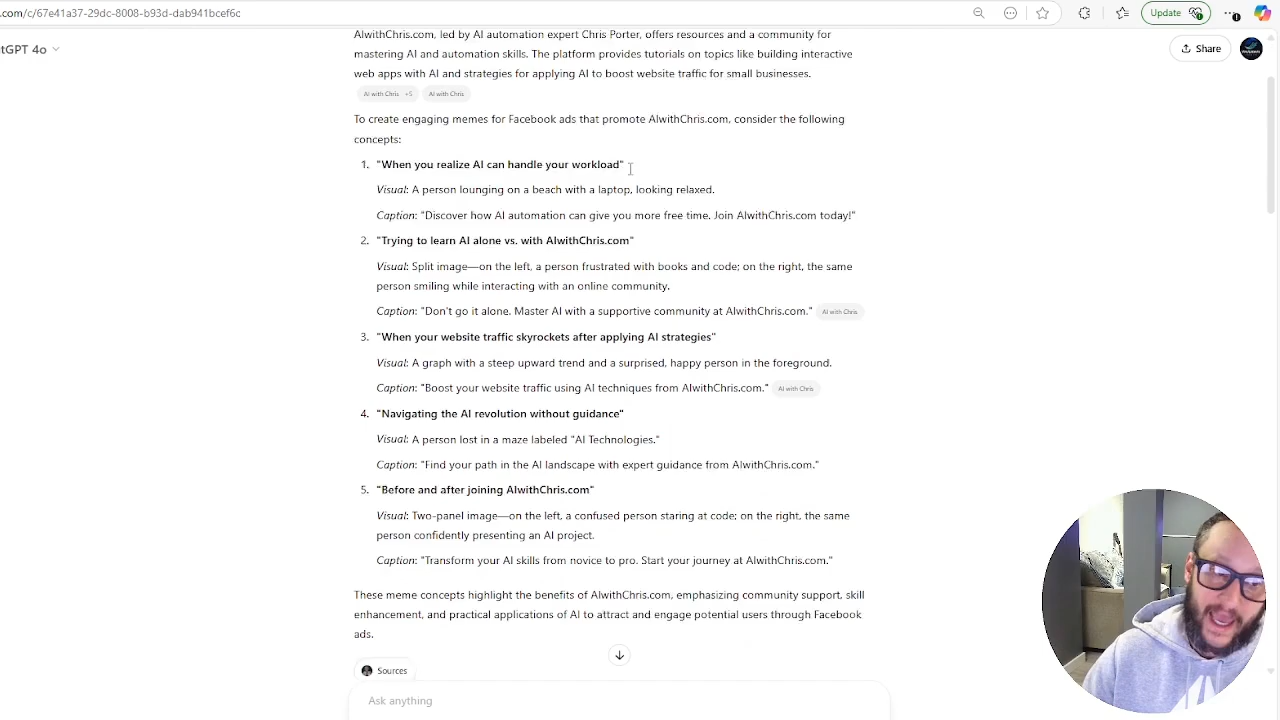 .com/c/67e41a37-29dc-8008-b93d-dab941bcef6c
Update
tGPT 4o
Share
AIwithChris.com, led by AI automation expert Chris Porter, offers resources and a community for
mastering AI and automation skills. The platform provides tutorials on topics like building interactive
web apps with AI and strategies for applying AI to boost website traffic for small businesses.
AI with Chris +5 AI with Chris
To create engaging memes for Facebook ads that promote AIwithChris.com, consider the following
concepts:
1. "When you realize AI can handle your workload"
Visual: A person lounging on a beach with a laptop, looking relaxed.
Caption: "Discover how AI automation can give you more free time. Join AIwithChris.com today!"
2. "Trying to learn AI alone vs. with AIwithChris.com"
Visual: Split image—on the left, a person frustrated with books and code; on the right, the same
person smiling while interacting with an online community.
Caption: "Don't go it alone. Master AI with a supportive community at AIwithChris.com." AI with Chris
3. "When your website traffic skyrockets after applying AI strategies"
Visual: A graph with a steep upward trend and a surprised, happy person in the foreground.
Caption: "Boost your website traffic using AI techniques from AIwithChris.com." AI with Chris
4. "Navigating the AI revolution without guidance"
Visual: A person lost in a maze labeled "AI Technologies."
Caption: "Find your path in the AI landscape with expert guidance from AIwithChris.com."
5. "Before and after joining AIwithChris.com"
Visual: Two-panel image—on the left, a confused person staring at code; on the right, the same
person confidently presenting an AI project.
Caption: "Transform your AI skills from novice to pro. Start your journey at AIwithChris.com."
These meme concepts highlight the benefits of AIwithChris.com, emphasizing community support, skill
enhancement, and practical applications of AI to attract and engage potential users through Facebook
ads.
Sources
Ask anything